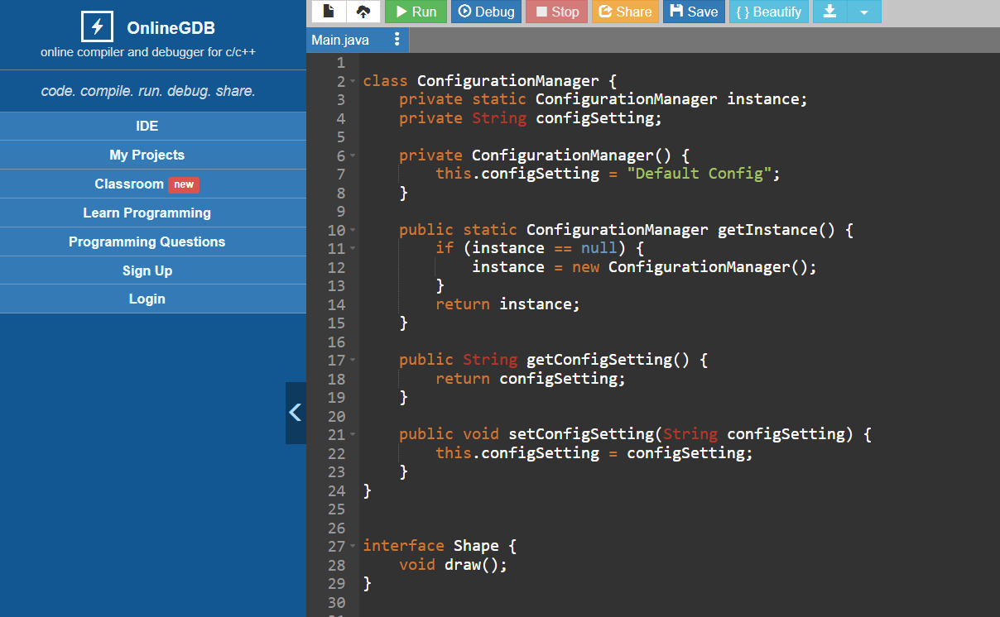 OnlineGDB
online compiler and debugger for c/c++
code. compile. run. debug. share.
IDE
My Projects
Classroom new
Learn Programming
Programming Questions
Sign Up
Login
Run Debug Stop Share Save { } Beautify
Main.java
1
2 class ConfigurationManager {
3     private static ConfigurationManager instance;
4     private String configSetting;
5
6     private ConfigurationManager() {
7         this.configSetting = "Default Config";
8     }
9
10     public static ConfigurationManager getInstance() {
11         if (instance == null) {
12             instance = new ConfigurationManager();
13         }
14         return instance;
15     }
16
17     public String getConfigSetting() {
18         return configSetting;
19     }
20
21     public void setConfigSetting(String configSetting) {
22         this.configSetting = configSetting;
23     }
24 }
25
26
27 interface Shape {
28     void draw();
29 }
30